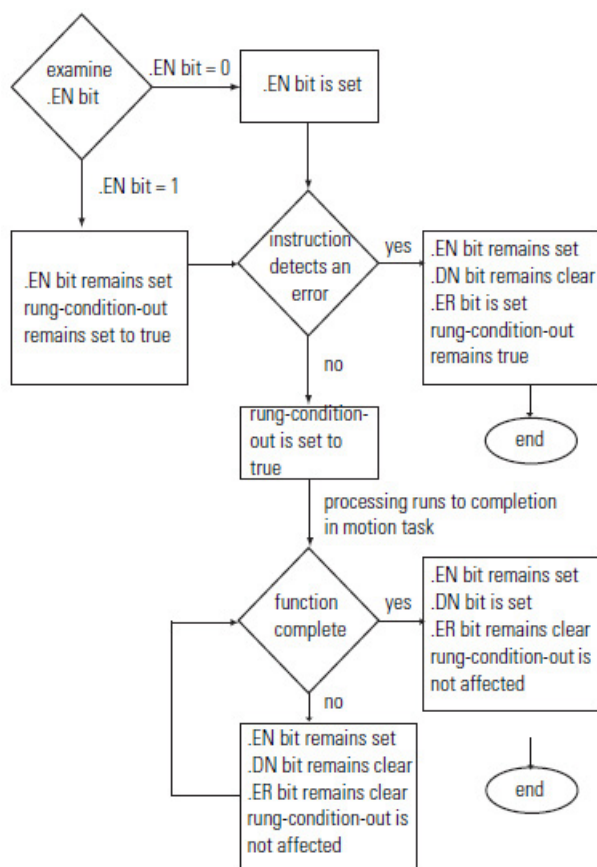 examine
.EN bit
.EN bit = 0
.EN bit is set
.EN bit = 1
.EN bit remains set
rung-condition-out
remains set to true
instruction
detects an
error
yes
.EN bit remains set
.DN bit remains clear
.ER bit is set
rung-condition-out
remains true
end
no
rung-condition-
out is set to
true
processing runs to completion
in motion task
function
complete
yes
.EN bit remains set
.DN bit is set
.ER bit remains clear
rung-condition-out is
not affected
end
no
.EN bit remains set
.DN bit remains clear
.ER bit remains clear
rung-condition-out is
not affected